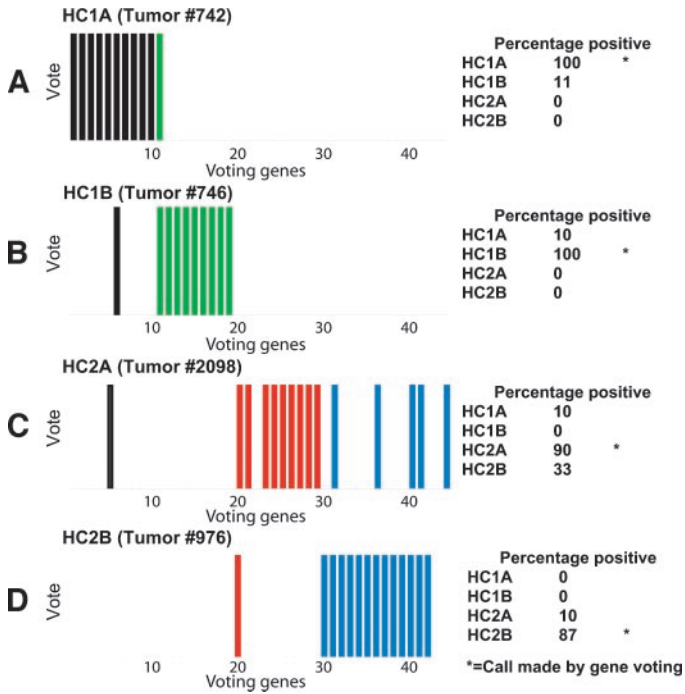 HC1A (Tumor #742)
A
Vote
10 20 30 40
Voting genes
Percentage positive
HC1A 100 *
HC1B 11
HC2A 0
HC2B 0
HC1B (Tumor #746)
B
Vote
10 20 30 40
Voting genes
Percentage positive
HC1A 10
HC1B 100 *
HC2A 0
HC2B 0
HC2A (Tumor #2098)
C
Vote
10 20 30 40
Voting genes
Percentage positive
HC1A 10
HC1B 0
HC2A 90 *
HC2B 33
HC2B (Tumor #976)
D
Vote
10 20 30 40
Voting genes
Percentage positive
HC1A 0
HC1B 0
HC2A 10
HC2B 87 *
*=Call made by gene voting